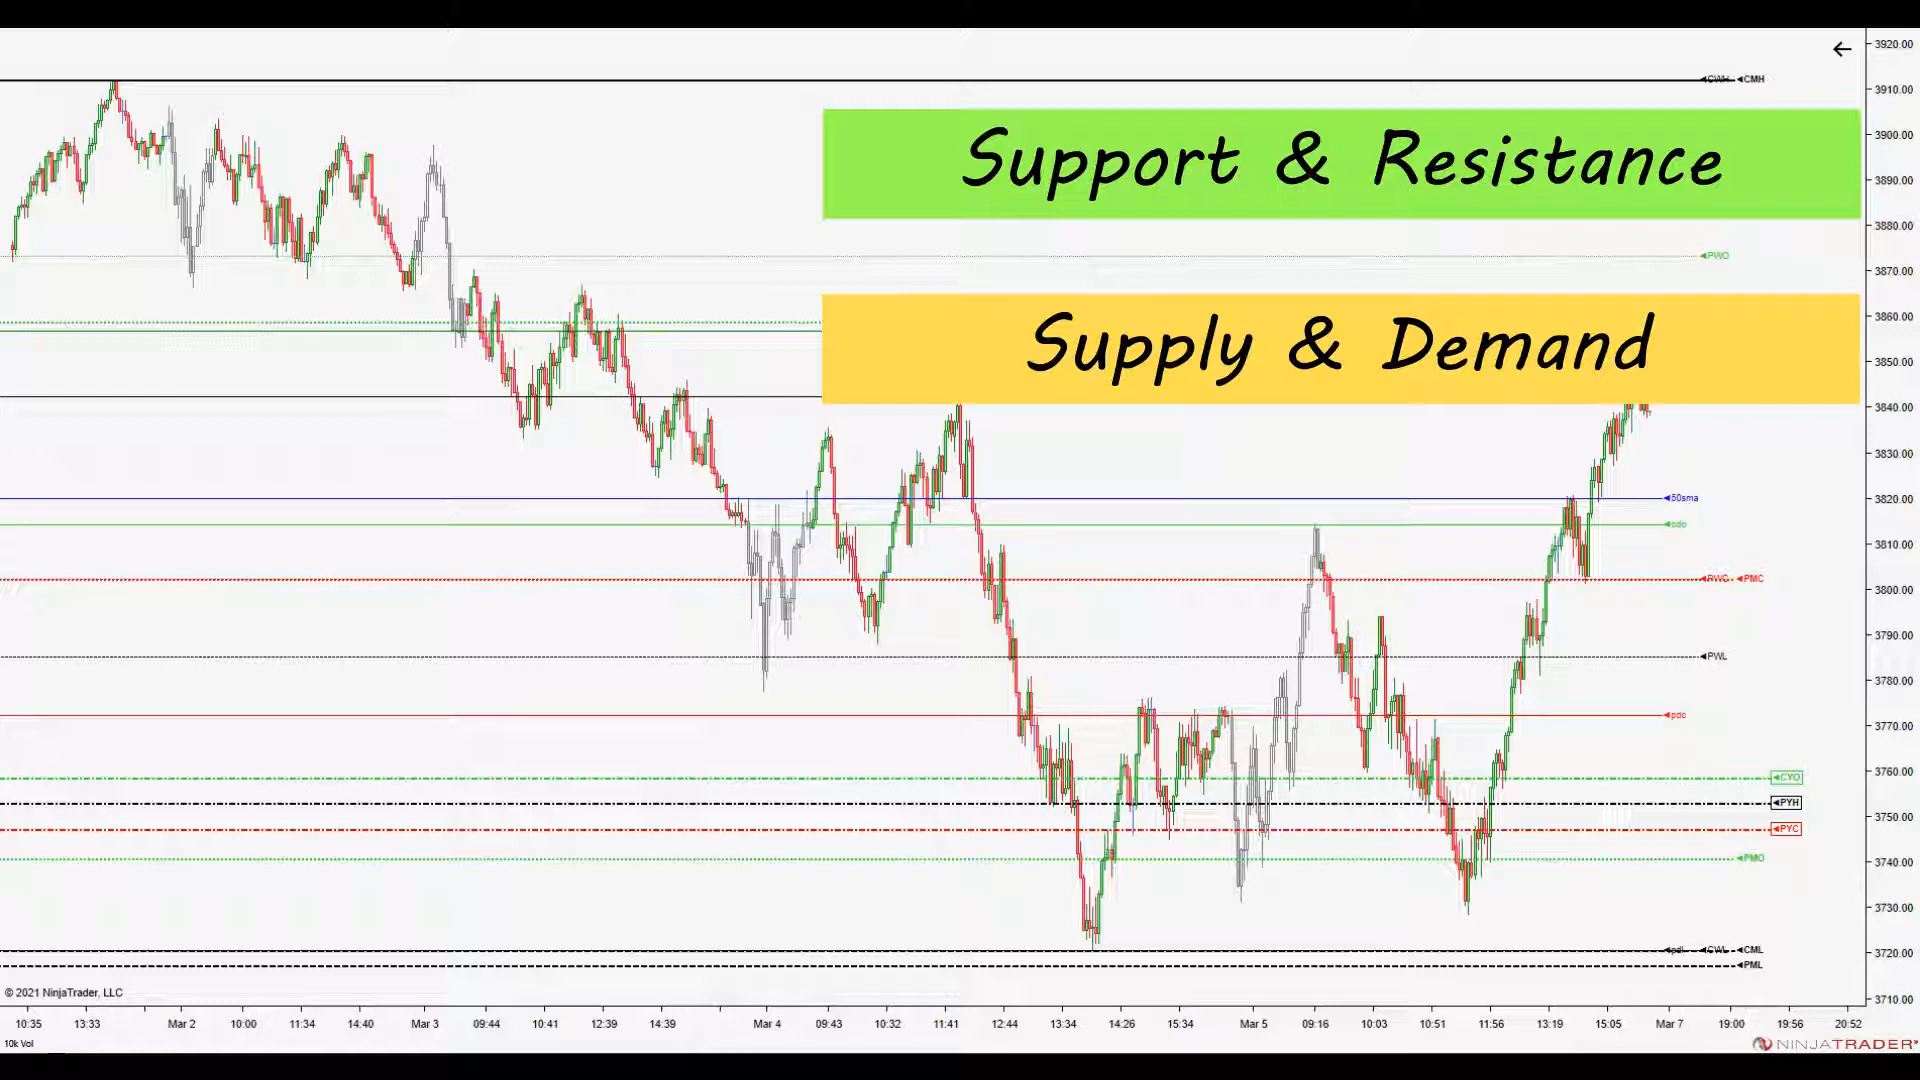 3920.00
CWH CMH
3910.00
Support & Resistance
3900.00
3890.00
3880.00
PWO
3870.00
3860.00
Supply & Demand
3850.00
3840.00
3830.00
50sma
3820.00
3810.00
PWC PMC
3800.00
3790.00
PWL
3780.00
pdc
3770.00
CYO
3760.00
PYH
3750.00
PYC
3740.00
PMO
3730.00
pdl CWL CML
3720.00
PML
© 2021 NinjaTrader, LLC
3710.00
10:35 13:33 Mar 2 10:00 11:34 14:40 Mar 3 09:44 10:41 12:39 14:39 Mar 4 09:43 10:32 11:41 12:44 13:34 14:26 15:34 Mar 5 09:16 10:03 10:51 11:56 13:19 15:05 Mar 7 19:00 19:56 20:52
10k Vol
NINJATRADER